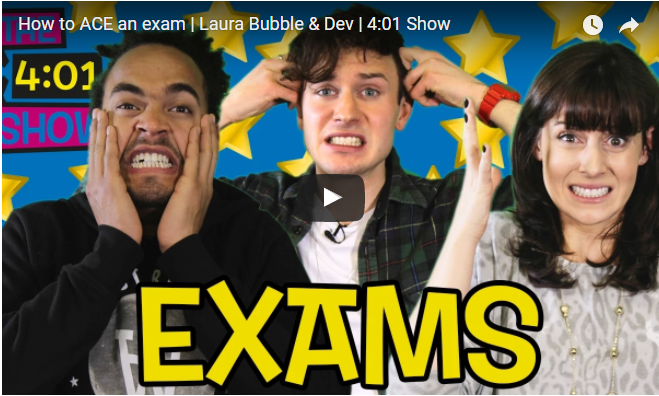 How to ACE an exam | Laura Bubble & Dev | 4:01 Show
THE
4:01
SHOW
EXAMS